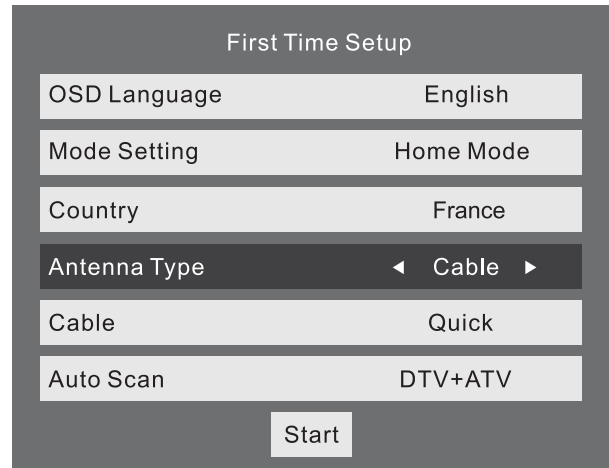 First Time Setup
OSD Language English
Mode Setting Home Mode
Country France
Antenna Type ◀ Cable ▶
Cable Quick
Auto Scan DTV+ATV
Start